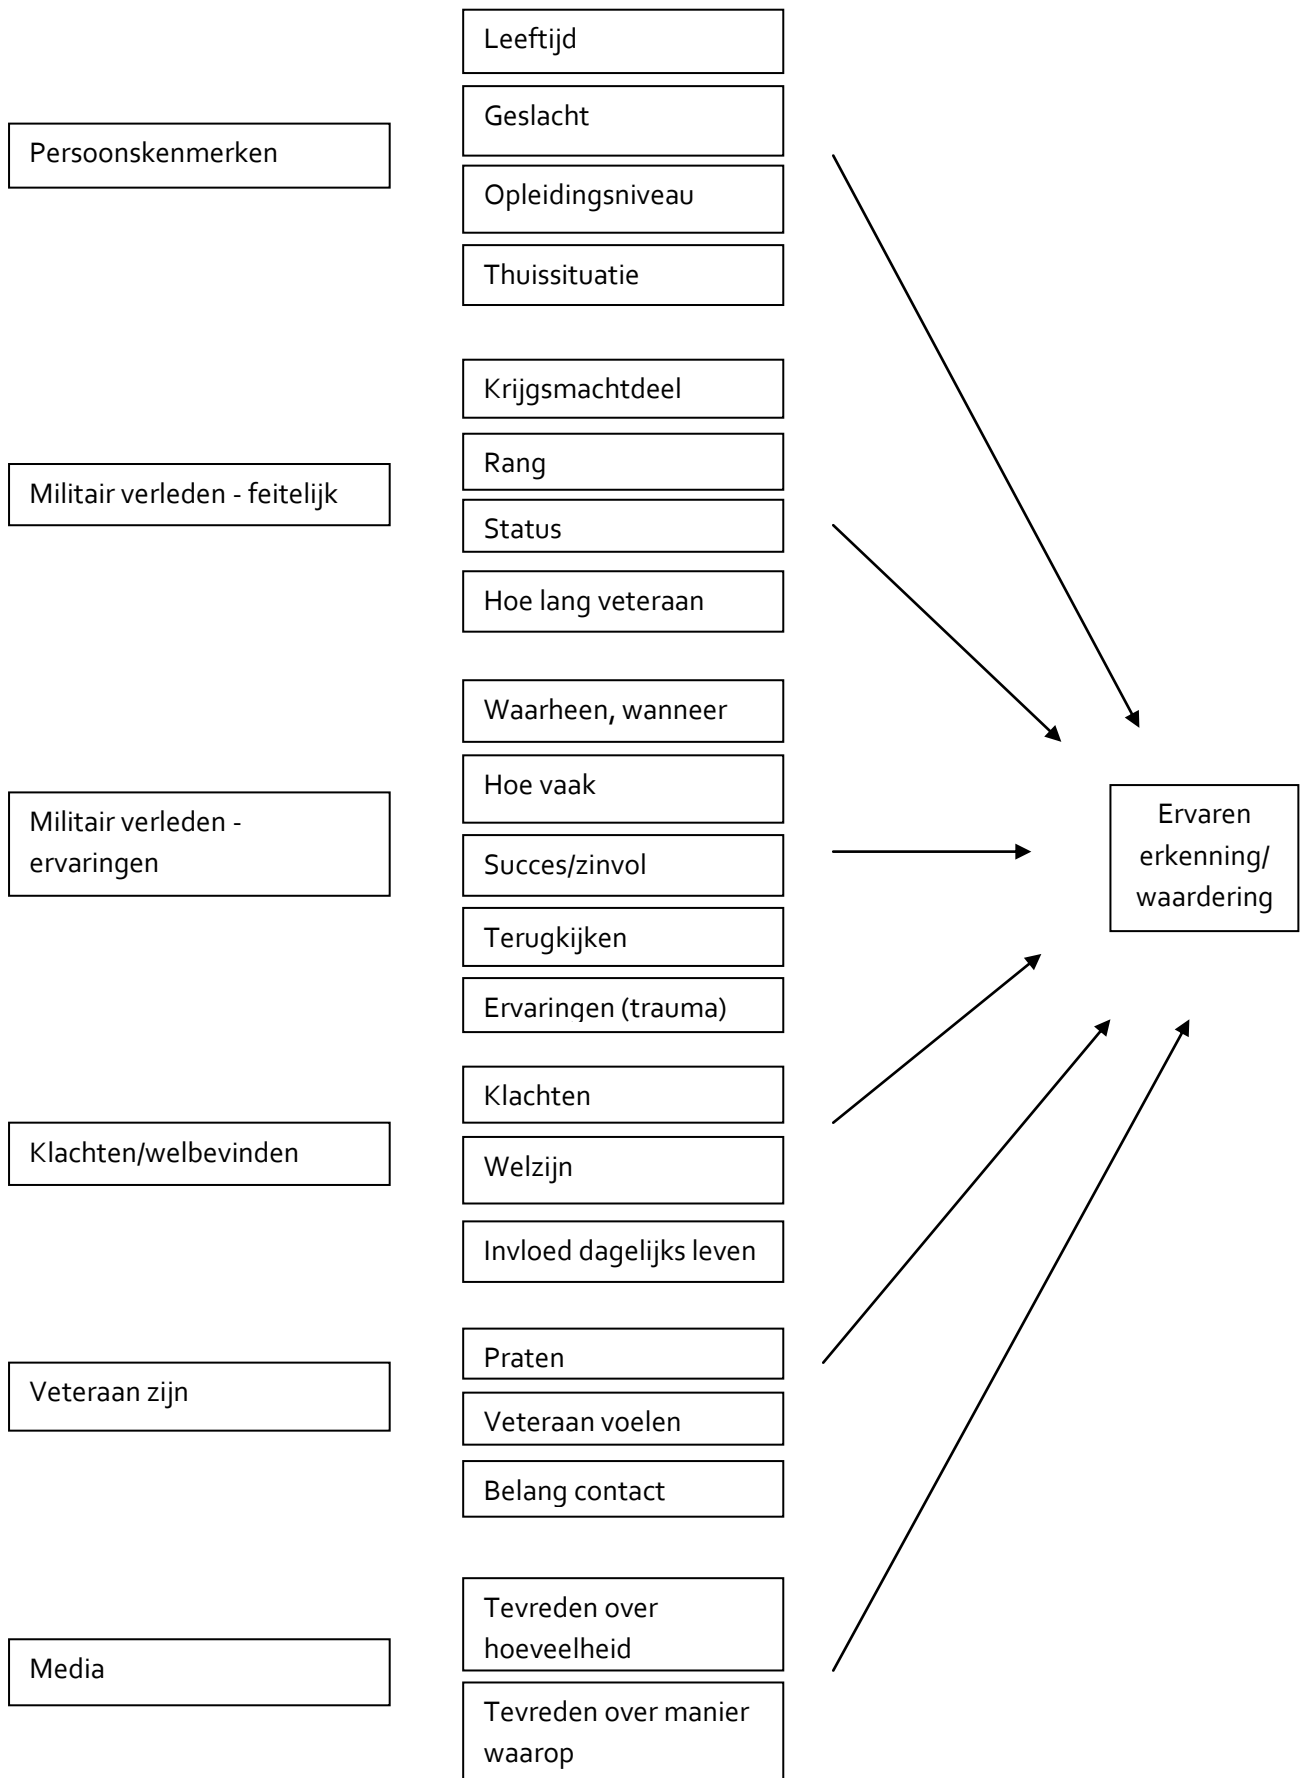 Persoonskenmerken
Leeftijd
Geslacht
Opleidingsniveau
Thuissituatie
Militair verleden - feitelijk
Krijgsmachtdeel
Rang
Status
Hoe lang veteraan
Militair verleden -
ervaringen
Waarheen, wanneer
Hoe vaak
Succes/zinvol
Terugkijken
Ervaringen (trauma)
Klachten/welbevinden
Klachten
Welzijn
Invloed dagelijks leven
Veteraan zijn
Praten
Veteraan voelen
Belang contact
Media
Tevreden over
hoeveelheid
Tevreden over manier
waarop
Ervaren
erkenning/
waardering